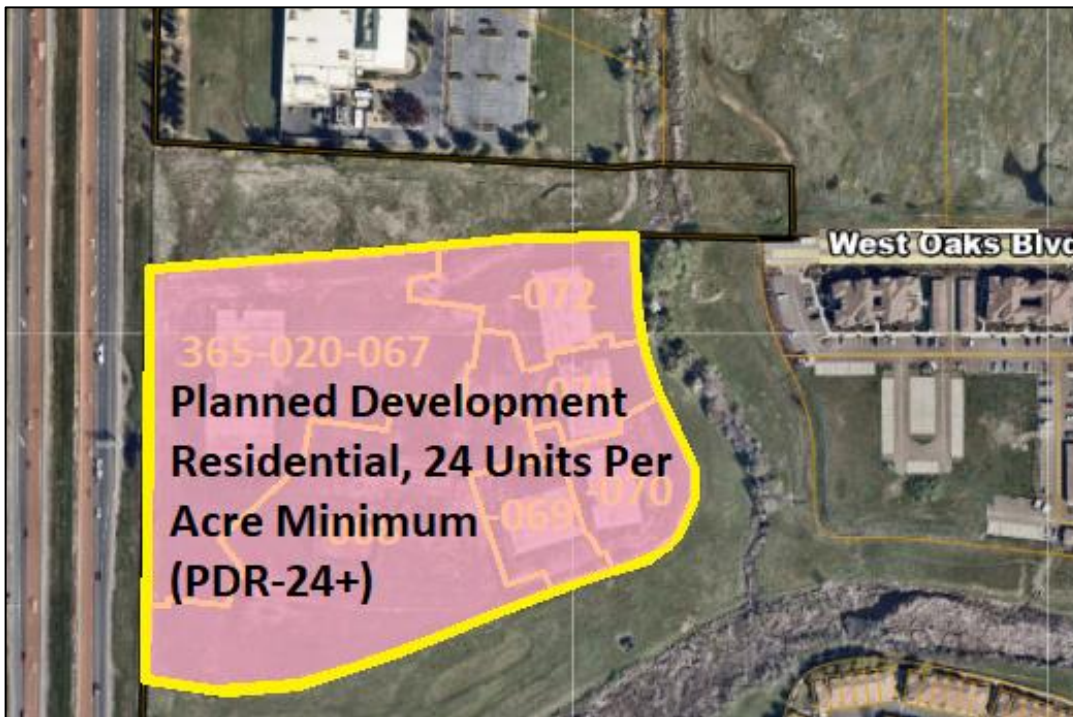 West Oaks Blvd
-072
365-020-067
-071
Planned Development
Residential, 24 Units Per
-070
Acre Minimum
-069
(PDR-24+)